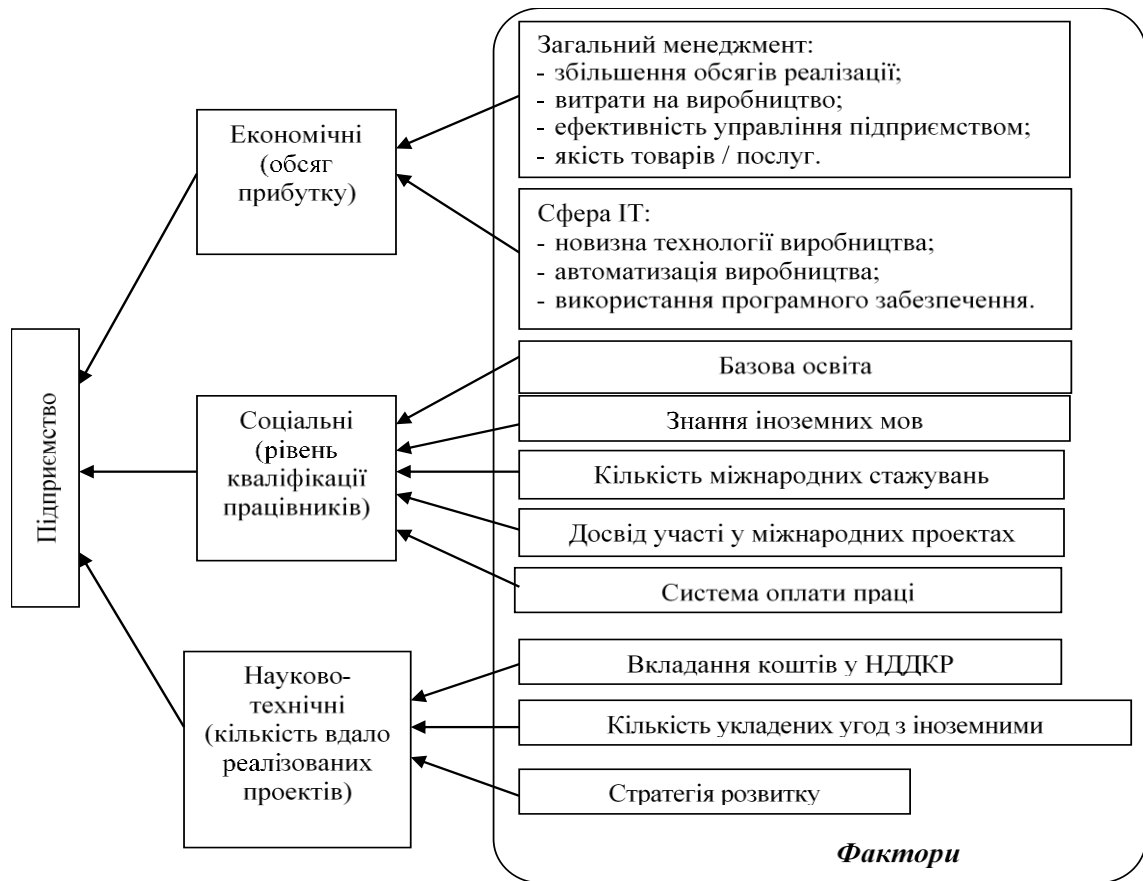 Загальний менеджмент:
- збільшення обсягів реалізації;
- витрати на виробництво;
- ефективність управління підприємством;
- якість товарів / послуг.
Економічні
(обсяг
прибутку)
Сфера ІТ:
- новизна технології виробництва;
- автоматизація виробництва;
- використання програмного забезпечення.
Підприємство
Соціальні
(рівень
кваліфікації
працівників)
Базова освіта
Знання іноземних мов
Кількість міжнародних стажувань
Досвід участі у міжнародних проектах
Система оплати праці
Науково-
технічні
(кількість вдало
реалізованих
проектів)
Вкладання коштів у НДДКР
Кількість укладених угод з іноземними
Стратегія розвитку
Фактори